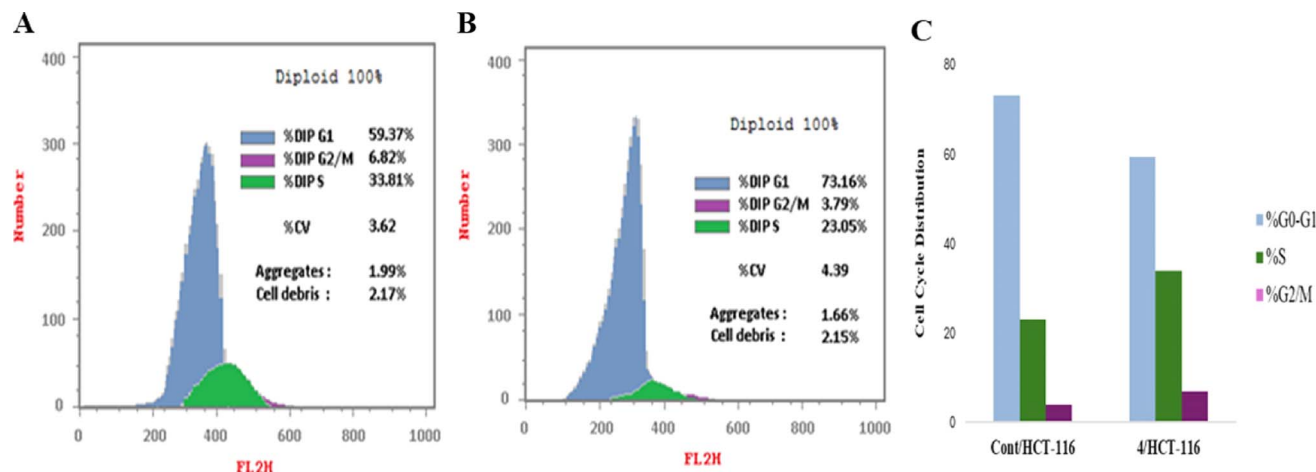 A
400
300
200
100
0
Number
Diploid 100%
%DIP G1 59.37%
%DIP G2/M 6.82%
%DIP S 33.81%
%CV 3.62
Aggregates : 1.99%
Cell debris : 2.17%
0 200 400 600 800 1000
FL2H
B
400
300
200
100
0
Number
Diploid 100%
%DIP G1 73.16%
%DIP G2/M 3.79%
%DIP S 23.05%
%CV 4.39
Aggregates : 1.66%
Cell debris : 2.15%
0 200 400 600 800 1000
FL2H
C
80
60
40
20
0
Cell Cycle Distribution
Cont/HCT-116 4/HCT-116
%G0-G1
%S
%G2/M